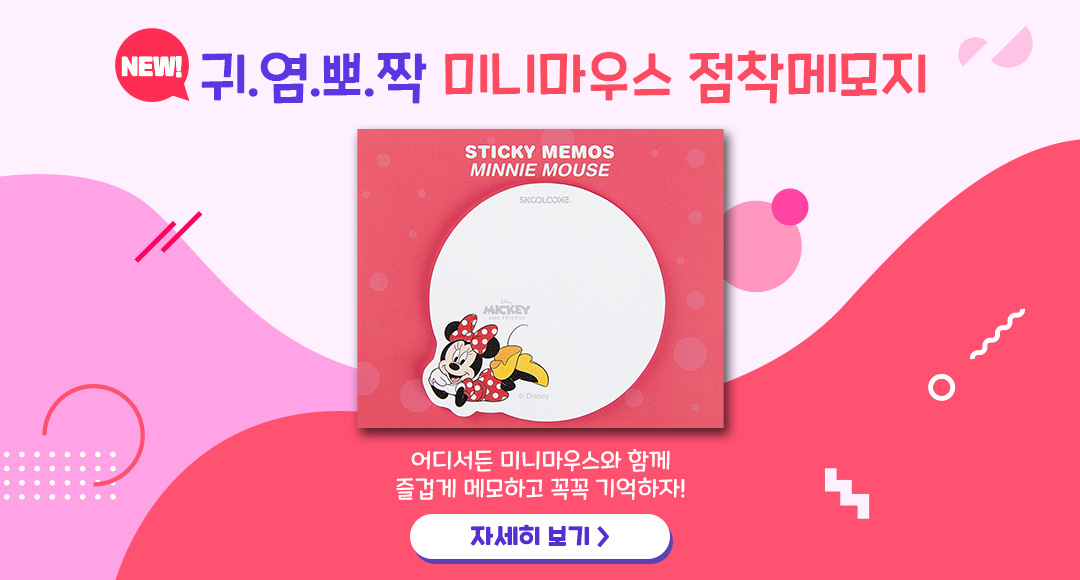 NEW!
귀.염.뽀.짝 미니마우스 점착메모지
STICKY MEMOS
MINNIE MOUSE
SKOOLOOKS
Disney
MICKEY
AND FRIENDS
© Disney
어디서든 미니마우스와 함께
즐겁게 메모하고 꼭꼭 기억하자!
자세히 보기 >